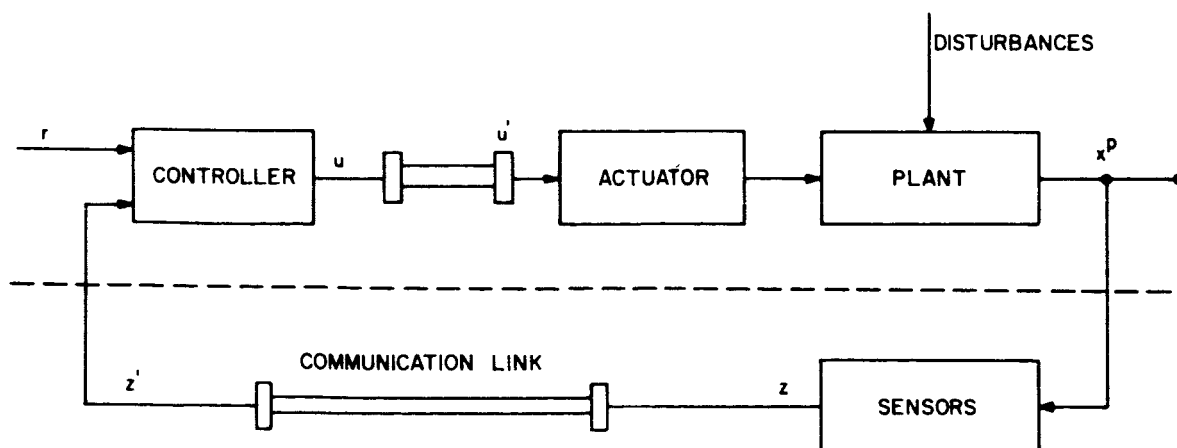 DISTURBANCES
r
CONTROLLER
u
u'
ACTUATOR
PLANT
x^p
COMMUNICATION LINK
z'
z
SENSORS